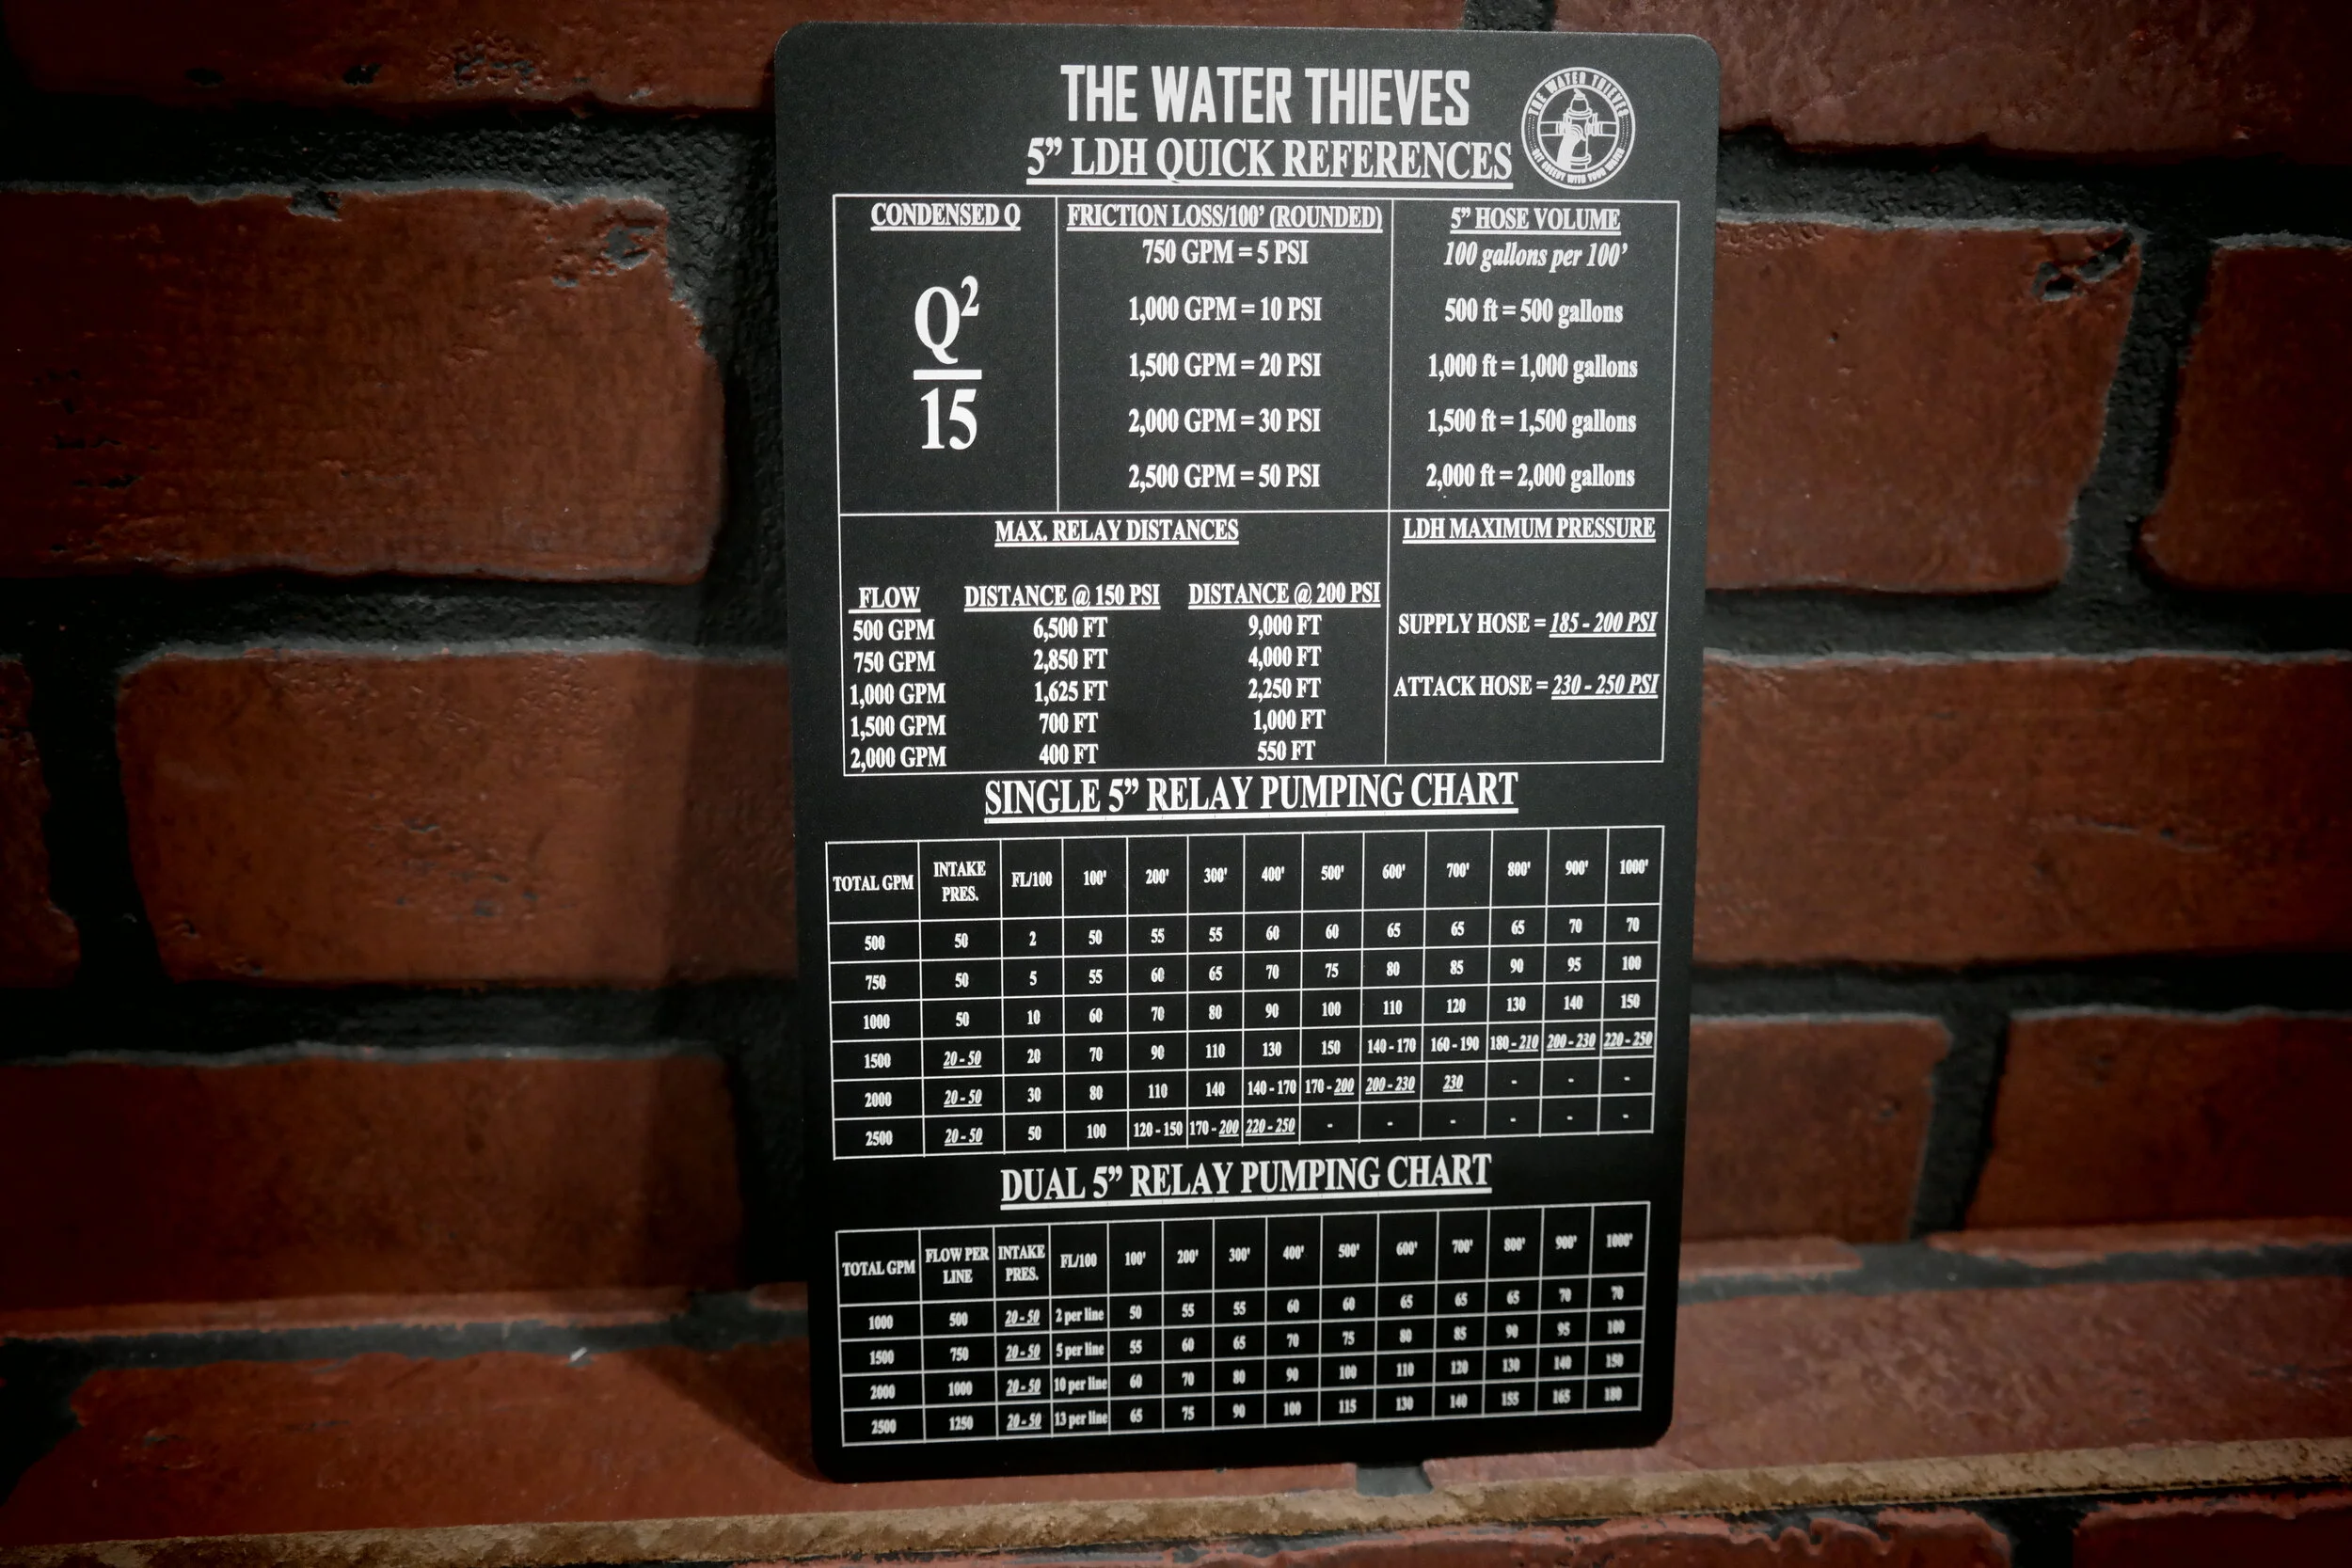 THE WATER THIEVES
5” LDH QUICK REFERENCES
THE WATER THIEVES
CONDENSED Q
Q²
15
FRICTION LOSS/100’ (ROUNDED)
750 GPM = 5 PSI
1,000 GPM = 10 PSI
1,500 GPM = 20 PSI
2,000 GPM = 30 PSI
2,500 GPM = 50 PSI
5” HOSE VOLUME
100 gallons per 100’
500 ft = 500 gallons
1,000 ft = 1,000 gallons
1,500 ft = 1,500 gallons
2,000 ft = 2,000 gallons
MAX. RELAY DISTANCES
FLOW DISTANCE @ 150 PSI DISTANCE @ 200 PSI
500 GPM 6,500 FT 9,000 FT
750 GPM 2,850 FT 4,000 FT
1,000 GPM 1,625 FT 2,250 FT
1,500 GPM 700 FT 1,000 FT
2,000 GPM 400 FT 550 FT
LDH MAXIMUM PRESSURE
SUPPLY HOSE = 185 - 200 PSI
ATTACK HOSE = 230 - 250 PSI
SINGLE 5” RELAY PUMPING CHART
TOTAL GPM INTAKE PRES. FL/100 100' 200' 300' 400' 500' 600' 700' 800' 900' 1000'
500 50 2 50 55 55 60 60 65 65 65 70 70
750 50 5 55 60 65 70 75 80 85 90 95 100
1000 50 10 60 70 80 90 100 110 120 130 140 150
1500 20 - 50 20 70 90 110 130 150 140 - 170 160 - 190 180 - 210 200 - 230 220 - 250
2000 20 - 50 30 80 110 140 140 - 170 170 - 200 200 - 230 230 - - -
2500 20 - 50 50 100 120 - 150 170 - 200 220 - 250 - - - - - -
DUAL 5” RELAY PUMPING CHART
TOTAL GPM FLOW PER LINE INTAKE PRES. FL/100 100' 200' 300' 400' 500' 600' 700' 800' 900' 1000'
1000 500 20 - 50 2 per line 50 55 55 60 60 65 65 65 70 70
1500 750 20 - 50 5 per line 55 60 65 70 75 80 85 90 95 100
2000 1000 20 - 50 10 per line 60 70 80 90 100 110 120 130 140 150
2500 1250 20 - 50 13 per line 65 75 90 100 115 130 140 155 165 180